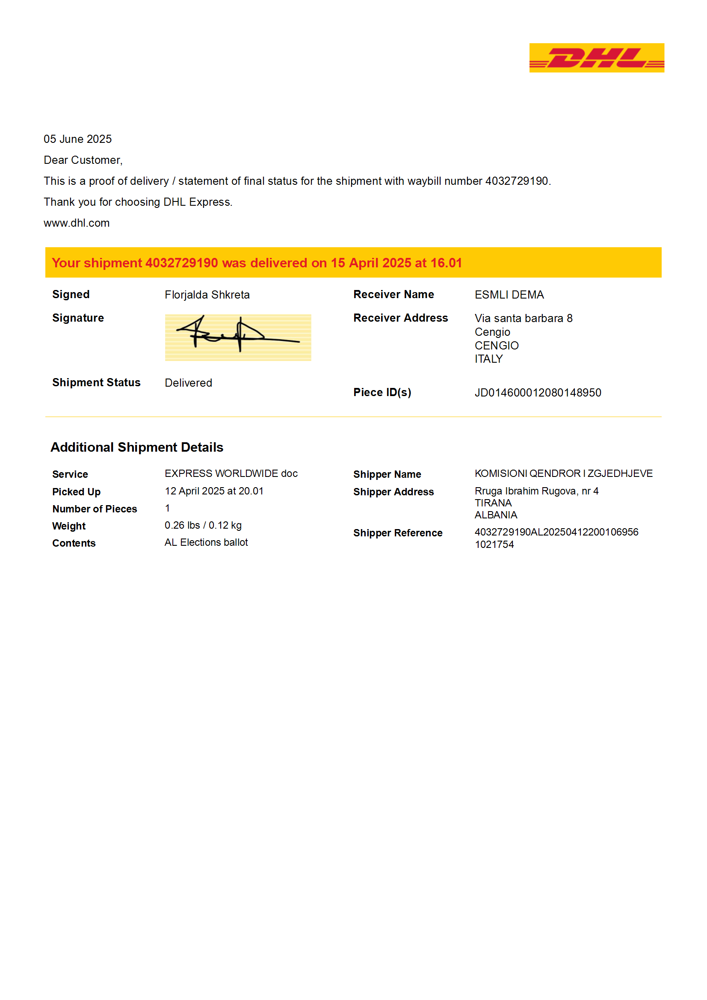 DHL
05 June 2025
Dear Customer,
This is a proof of delivery / statement of final status for the shipment with waybill number 4032729190.
Thank you for choosing DHL Express.
www.dhl.com
Your shipment 4032729190 was delivered on 15 April 2025 at 16.01
Signed Florjalda Shkreta
Signature
Shipment Status Delivered
Receiver Name ESMLI DEMA
Receiver Address Via santa barbara 8
Cengio
CENGIO
ITALY
Piece ID(s) JD014600012080148950
Additional Shipment Details
Service EXPRESS WORLDWIDE doc
Picked Up 12 April 2025 at 20.01
Number of Pieces 1
Weight 0.26 lbs / 0.12 kg
Contents AL Elections ballot
Shipper Name KOMISIONI QENDROR I ZGJEDHJEVE
Shipper Address Rruga Ibrahim Rugova, nr 4
TIRANA
ALBANIA
Shipper Reference 4032729190AL20250412200106956
1021754